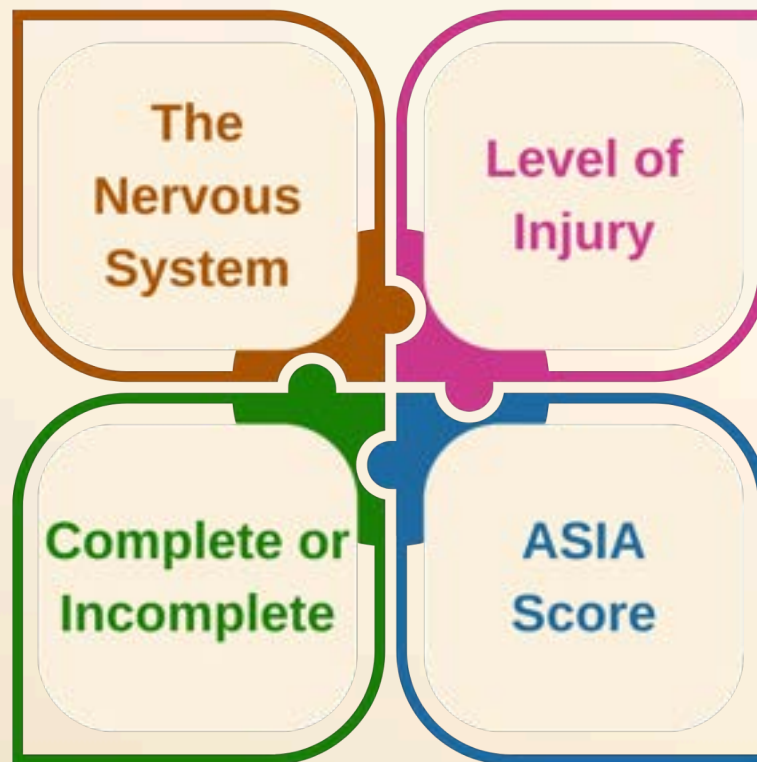 The
Nervous
System
Level of
Injury
Complete or
Incomplete
ASIA
Score